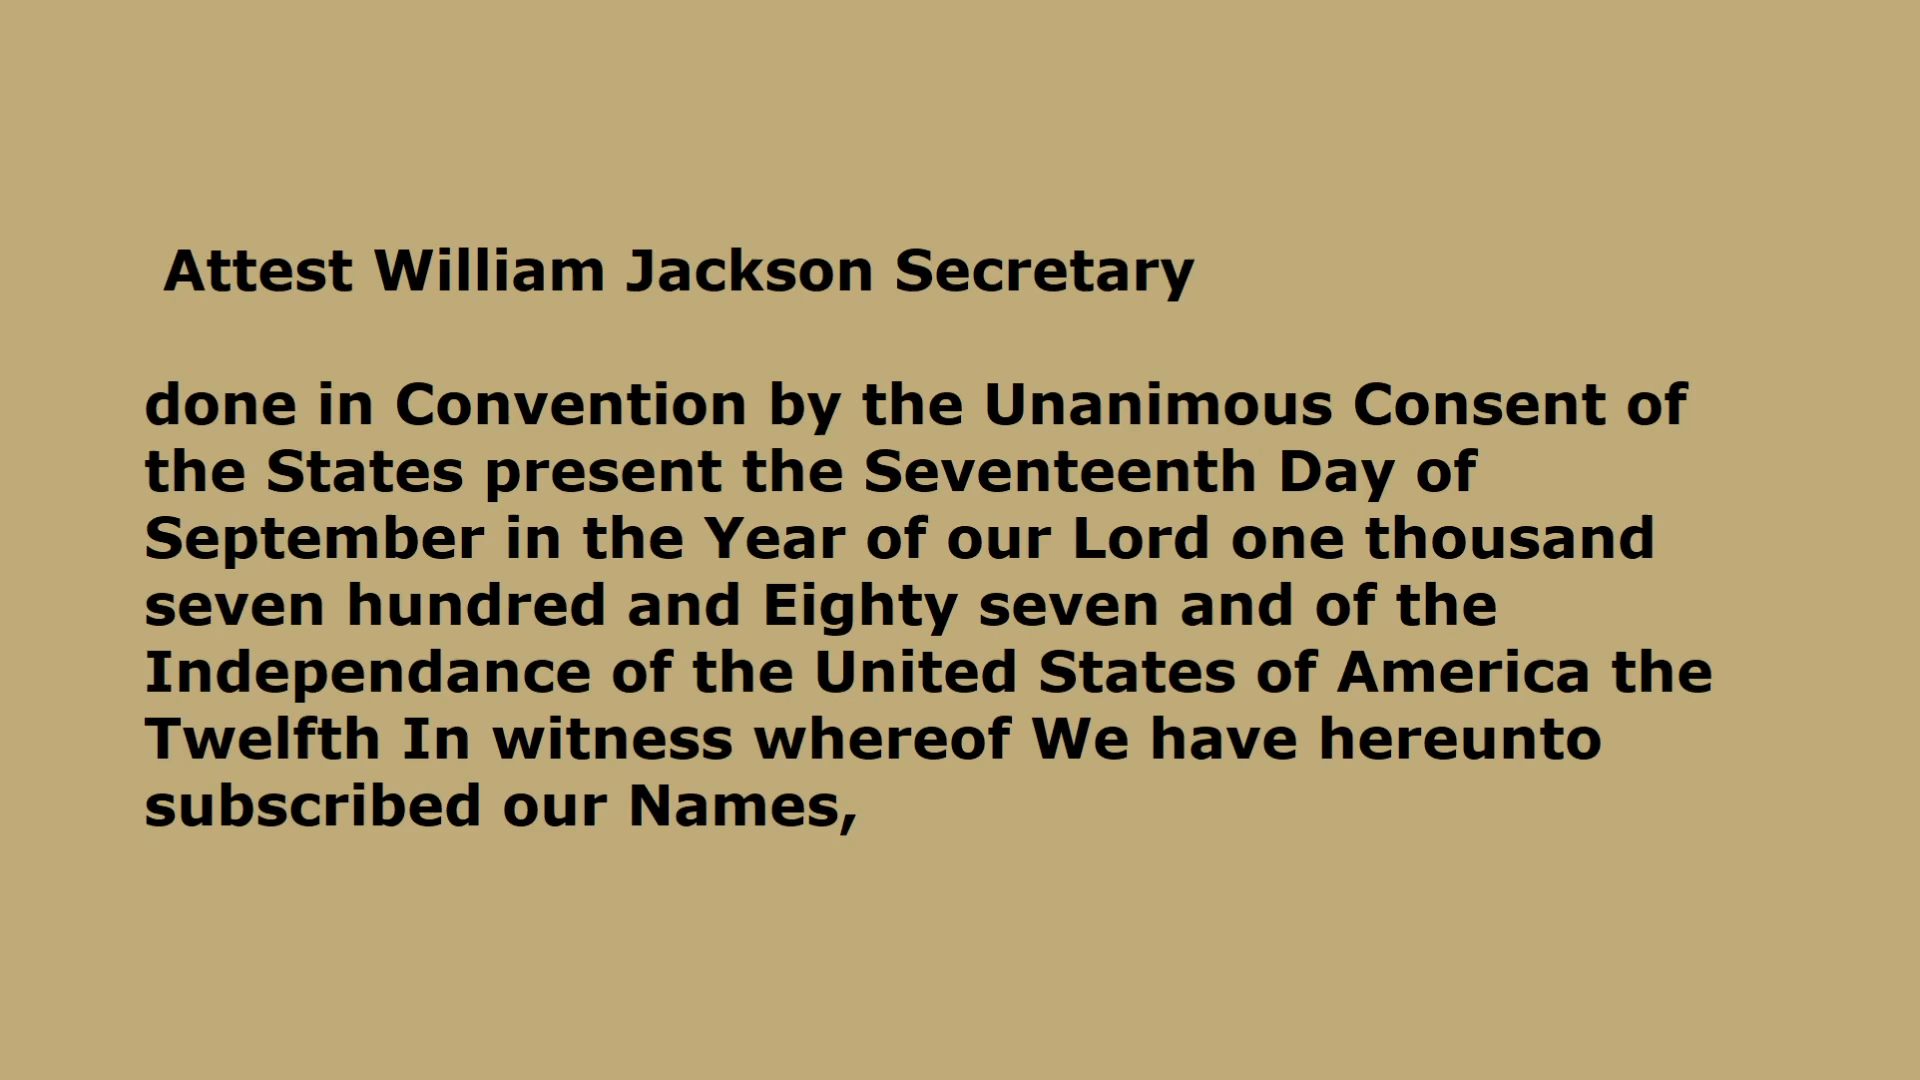 Attest William Jackson Secretary
done in Convention by the Unanimous Consent of
the States present the Seventeenth Day of
September in the Year of our Lord one thousand
seven hundred and Eighty seven and of the
Independance of the United States of America the
Twelfth In witness whereof We have hereunto
subscribed our Names,